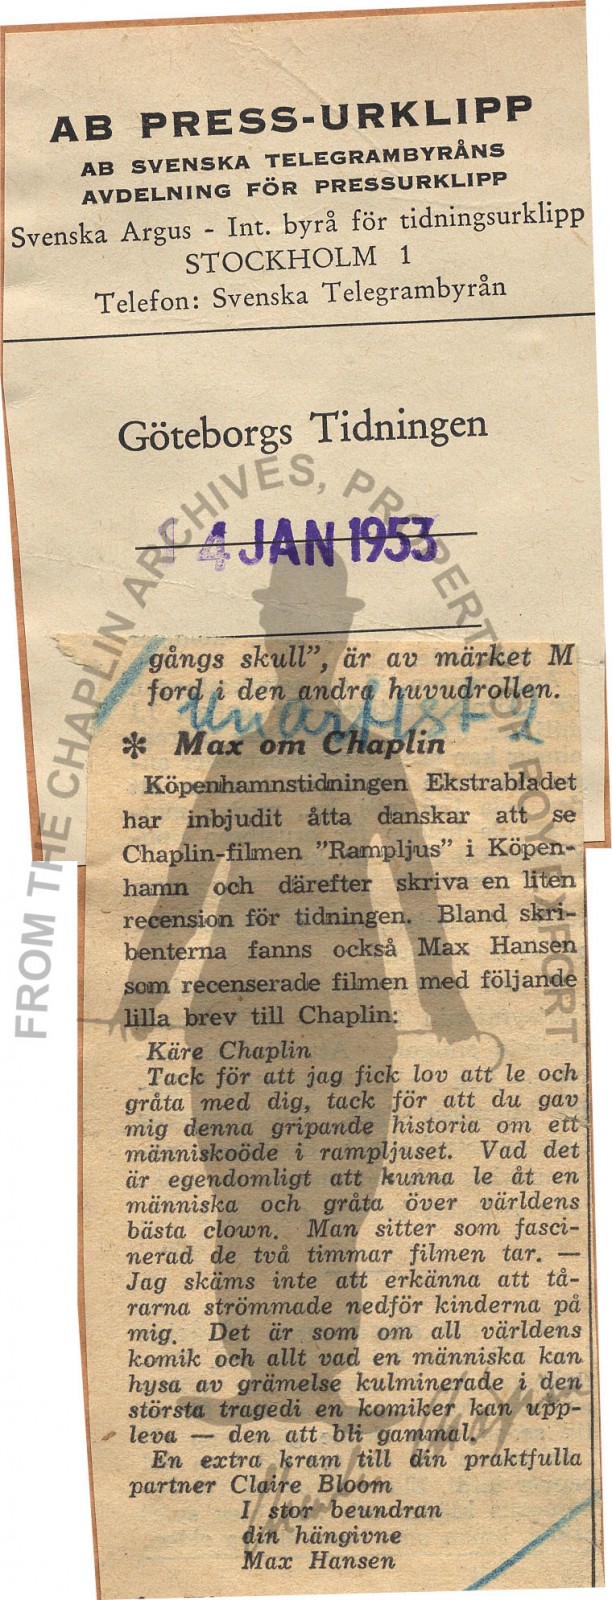 AB PRESS-URKLIPP
AB SVENSKA TELEGRAMBYRÅNS
AVDELNING FÖR PRESSURKLIPP
Svenska Argus - Int. byrå för tidningsurklipp
STOCKHOLM 1
Telefon: Svenska Telegrambyrån
Göteborgs Tidningen
14 JAN 1953
FROM THE CHAPLIN ARCHIVES, PROPERTY OF ROY EXPORT
gångs skull”, är av märket M
ford i den andra huvudrollen.
✻ Max om Chaplin
Köpenhamnstidningen Ekstrabladet
har inbjudit åtta danskar att se
Chaplin-filmen ”Rampljus” i Köpen-
hamn och därefter skriva en liten
recension för tidningen. Bland skri-
benterna fanns också Max Hansen
som recenserade filmen med följande
lilla brev till Chaplin:
Käre Chaplin
Tack för att jag fick lov att le och
gråta med dig, tack för att du gav
mig denna gripande historia om ett
människoöde i rampljuset. Vad det
är egendomligt att kunna le åt en
människa och gråta över världens
bästa clown. Man sitter som fasci-
nerad de två timmar filmen tar. —
Jag skäms inte att erkänna att tå-
rarna strömmade nedför kinderna på
mig. Det är som om all världens
komik och allt vad en människa kan
hysa av grämelse kulminerade i den
största tragedi en komiker kan upp-
leva — den att bli gammal.
En extra kram till din praktfulla
partner Claire Bloom
I stor beundran
din hängivne
Max Hansen